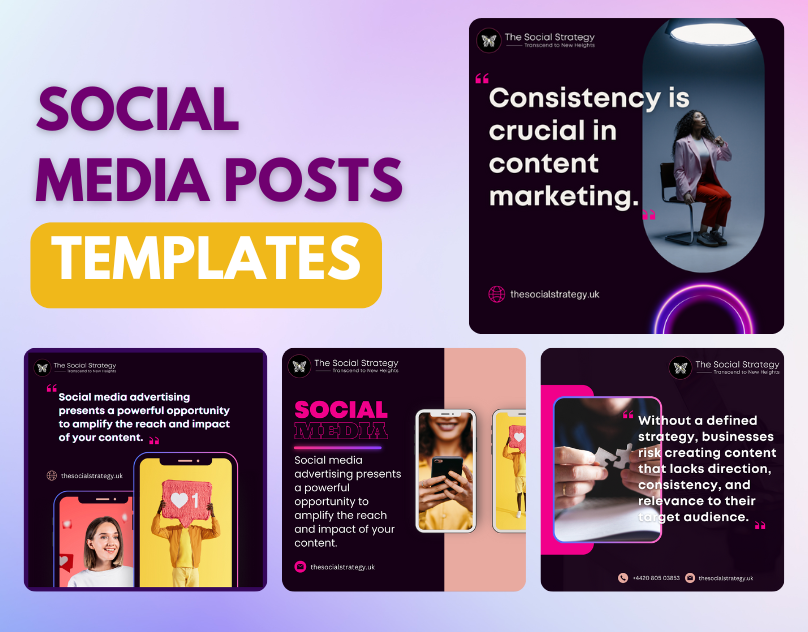 SOCIAL
MEDIA POSTS
TEMPLATES
The Social Strategy
Transcend to New Heights
“
Consistency is
crucial in
content
marketing.
”
thesocialstrategy.uk
The Social Strategy
Transcend to New Heights
“
Social media advertising
presents a powerful opportunity
to amplify the reach and impact
of your content. ”
thesocialstrategy.uk
1
The Social Strategy
Transcend to New Heights
SOCIAL
MEDIA
Social media
advertising presents
a powerful
opportunity to
amplify the reach
and impact of your
content.
thesocialstrategy.uk
The Social Strategy
Transcend to New Heights
“ Without a defined
strategy, businesses
risk creating content
that lacks direction,
consistency, and
relevance to their
target audience. ”
+4420 805 03853 thesocialstrategy.uk